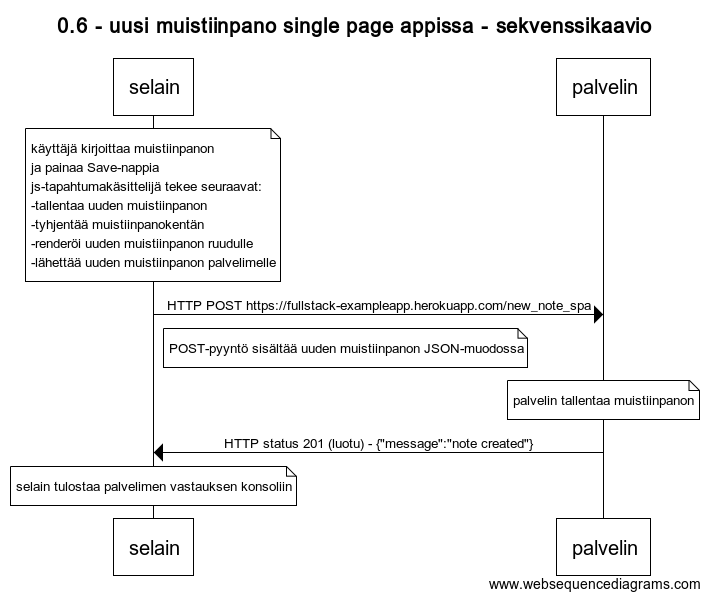 0.6 - uusi muistiinpano single page appissa - sekvenssikaavio
selain
palvelin
käyttäjä kirjoittaa muistiinpanon
ja painaa Save-nappia
js-tapahtumakäsittelijä tekee seuraavat:
-tallentaa uuden muistiinpanon
-tyhjentää muistiinpanokentän
-renderöi uuden muistiinpanon ruudulle
-lähettää uuden muistiinpanon palvelimelle
HTTP POST https://fullstack-exampleapp.herokuapp.com/new_note_spa
POST-pyyntö sisältää uuden muistiinpanon JSON-muodossa
palvelin tallentaa muistiinpanon
HTTP status 201 (luotu) - {"message":"note created"}
selain tulostaa palvelimen vastauksen konsoliin
selain
palvelin
www.websequencediagrams.com